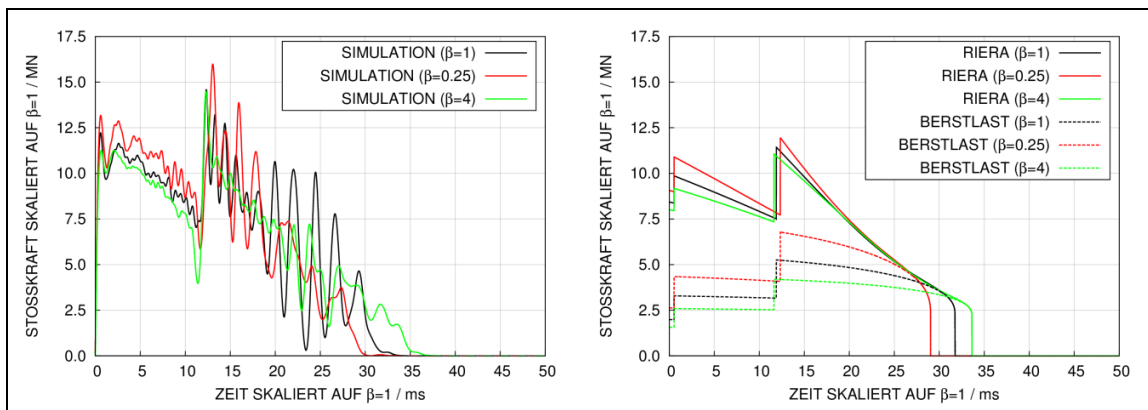 STOSSKRAFT SKALIERT AUF β=1 / MN
17.5
15.0
12.5
10.0
7.5
5.0
2.5
0.0
SIMULATION (β=1)
SIMULATION (β=0.25)
SIMULATION (β=4)
0 5 10 15 20 25 30 35 40 45 50
ZEIT SKALIERT AUF β=1 / ms
STOSSKRAFT SKALIERT AUF β=1 / MN
17.5
15.0
12.5
10.0
7.5
5.0
2.5
0.0
RIERA (β=1)
RIERA (β=0.25)
RIERA (β=4)
BERSTLAST (β=1)
BERSTLAST (β=0.25)
BERSTLAST (β=4)
0 5 10 15 20 25 30 35 40 45 50
ZEIT SKALIERT AUF β=1 / ms